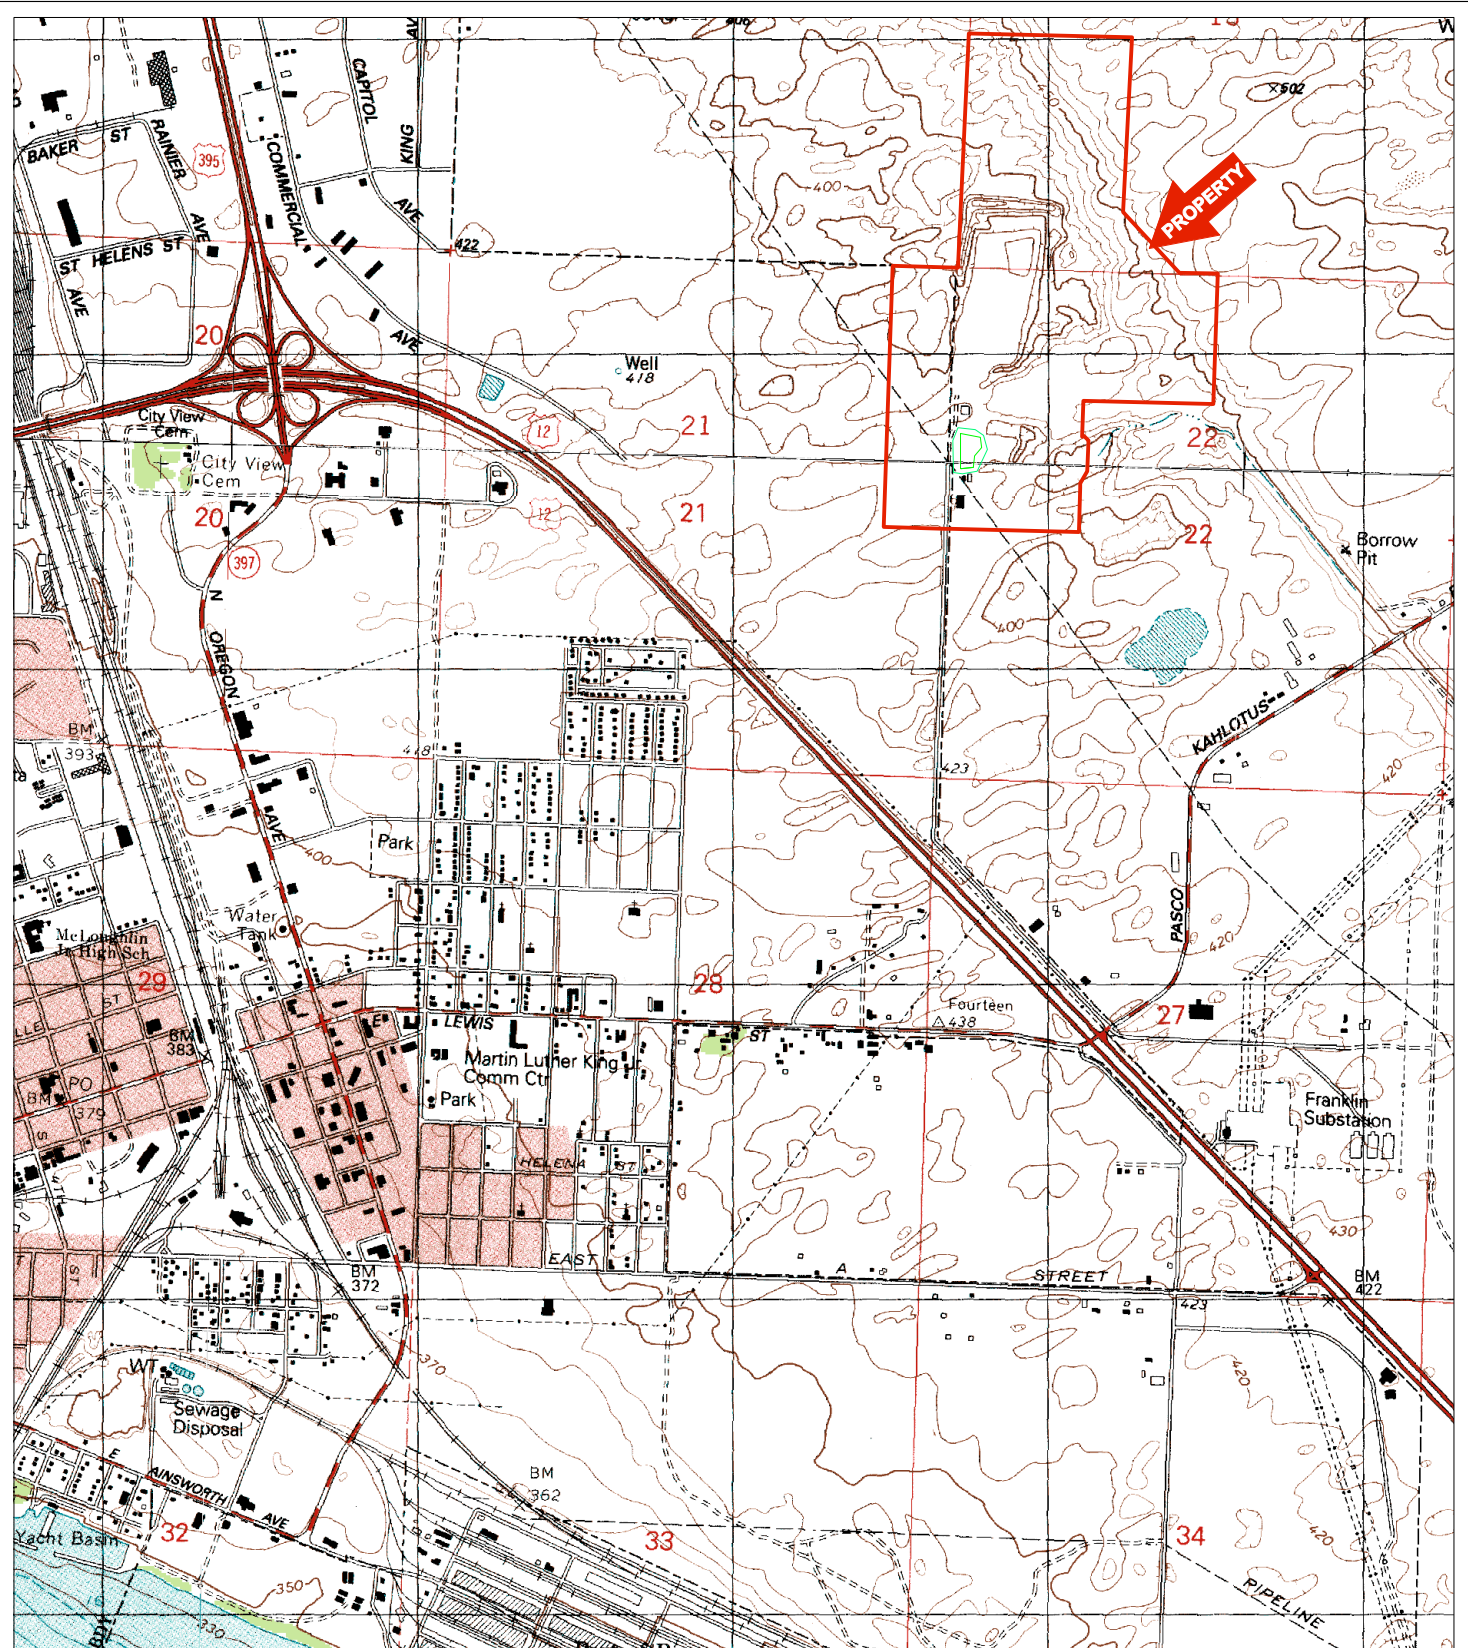 502
W
CAPITOL
KING
AV
BAKER ST
RAINIER
AVE
395
COMMERCIAL
AVE
400
PROPERTY
ST HELENS ST
AVE
422
20
AVE
Well
418
City View
Cem
12
21
22
City View
Cem
20
12
21
22
Borrow
Pit
397
N
OREGON
AVE
400
BM
393
418
423
KAHLOTUS
420
Park
400
PASCO
Water
Tank
McLoughlin
Jr High Sch
420
29
28
ST
Fourteen
438
27
E
LEWIS
ST
BM
383
Martin Luther King Jr
Comm Ctr
PO
BM
379
Park
Franklin
Substation
HELENA ST
430
EAST
A
STREET
BM
372
BM
422
423
ST
370
WT
420
Sewage
Disposal
E
AINSWORTH
AVE
BM
362
Yacht Basin
32
33
34
420
350
PIPELINE
330
BDY